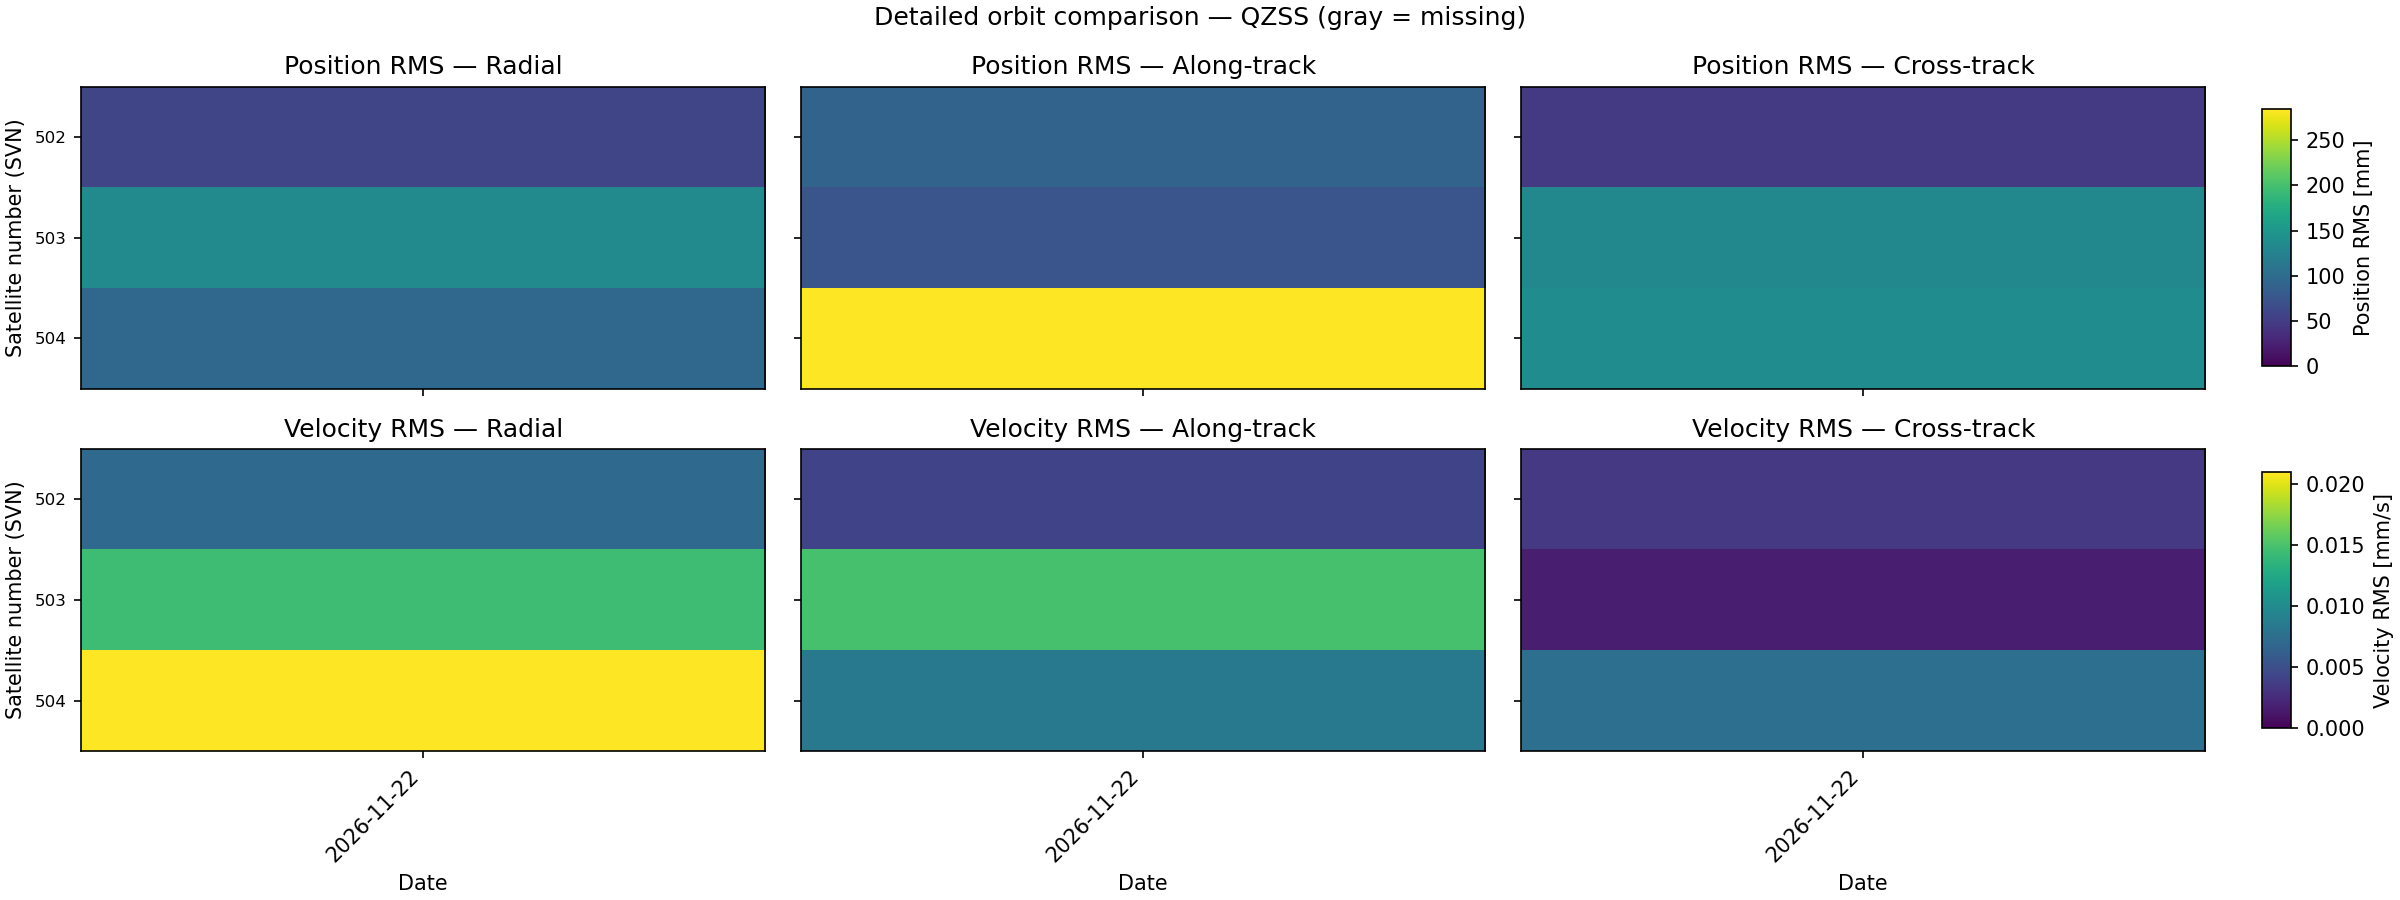 Detailed orbit comparison — QZSS (gray = missing)
Position RMS — Radial
Position RMS — Along-track
Position RMS — Cross-track
Satellite number (SVN)
502
503
504
250
200
150
100
50
0
Position RMS [mm]
Velocity RMS — Radial
Velocity RMS — Along-track
Velocity RMS — Cross-track
Satellite number (SVN)
502
503
504
0.020
0.015
0.010
0.005
0.000
Velocity RMS [mm/s]
2026-11-22
2026-11-22
2026-11-22
Date
Date
Date